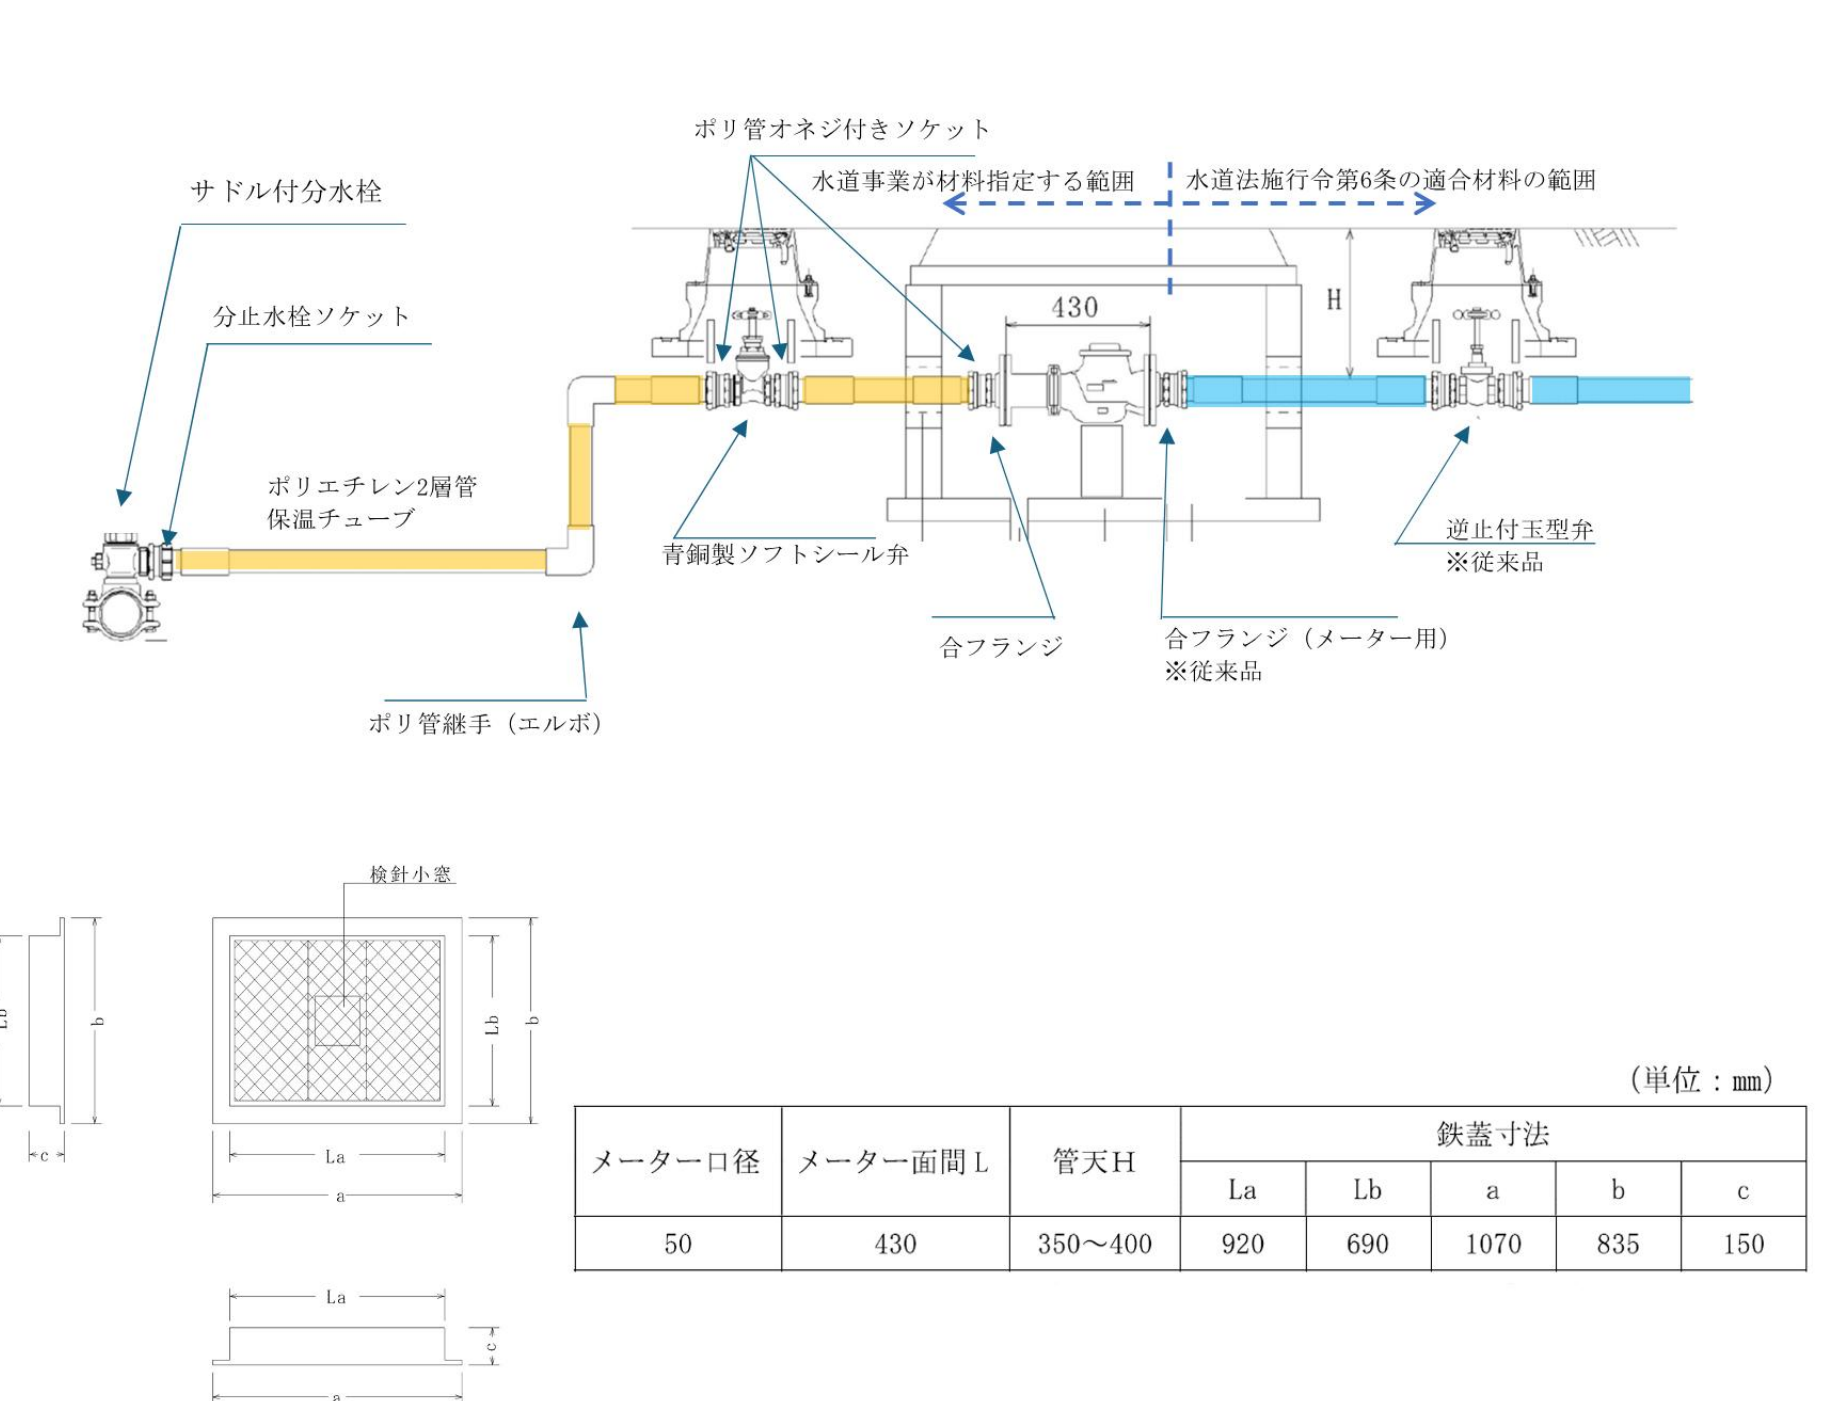 ポリ管オネジ付きソケット
水道事業が材料指定する範囲
水道法施行令第6条の適合材料の範囲
サドル付分水栓
分止水栓ソケット
430
H
ポリエチレン2層管
保温チューブ
青銅製ソフトシール弁
逆止付玉型弁
※従来品
合フランジ
合フランジ（メーター用）
※従来品
ポリ管継手（エルボ）
検針小窓
Lb
b
Lb
b
c
La
a
（単位：㎜）
メーター口径 メーター面間L 管天H 鉄蓋寸法
La Lb a b c
50 430 350～400 920 690 1070 835 150
La
c
a